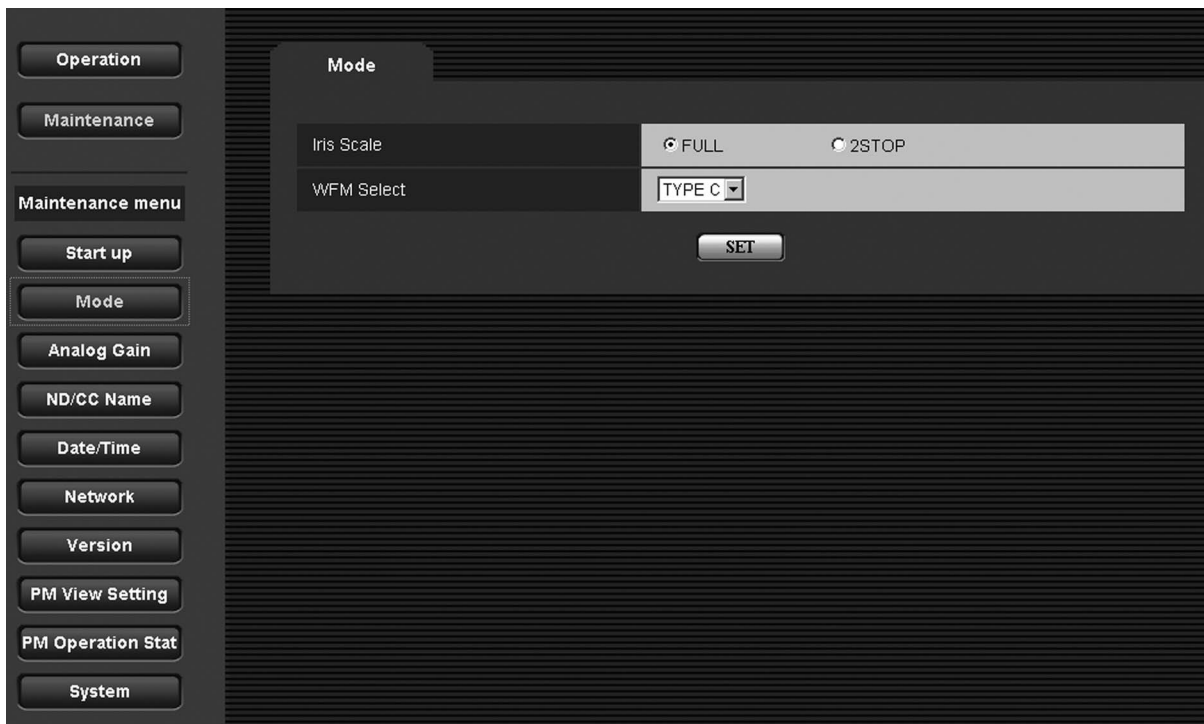 Operation
Maintenance
Maintenance menu
Start up
Mode
Analog Gain
ND/CC Name
Date/Time
Network
Version
PM View Setting
PM Operation Stat
System
Mode
Iris Scale FULL 2STOP
WFM Select TYPE C
SET